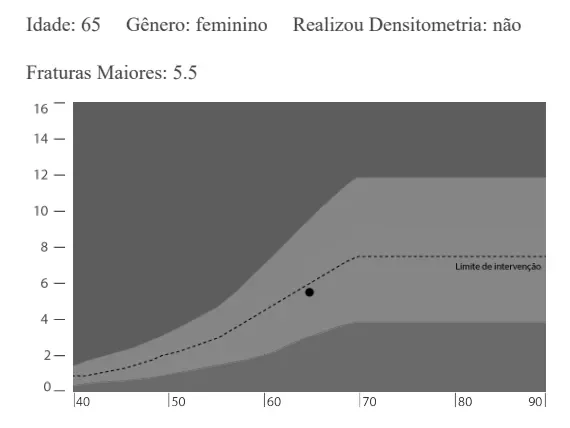 Idade: 65 Gênero: feminino Realizou Densitometria: não
Fraturas Maiores: 5.5
16
14
12
10
8
6
4
2
0
Limite de intervenção
40 50 60 70 80 90